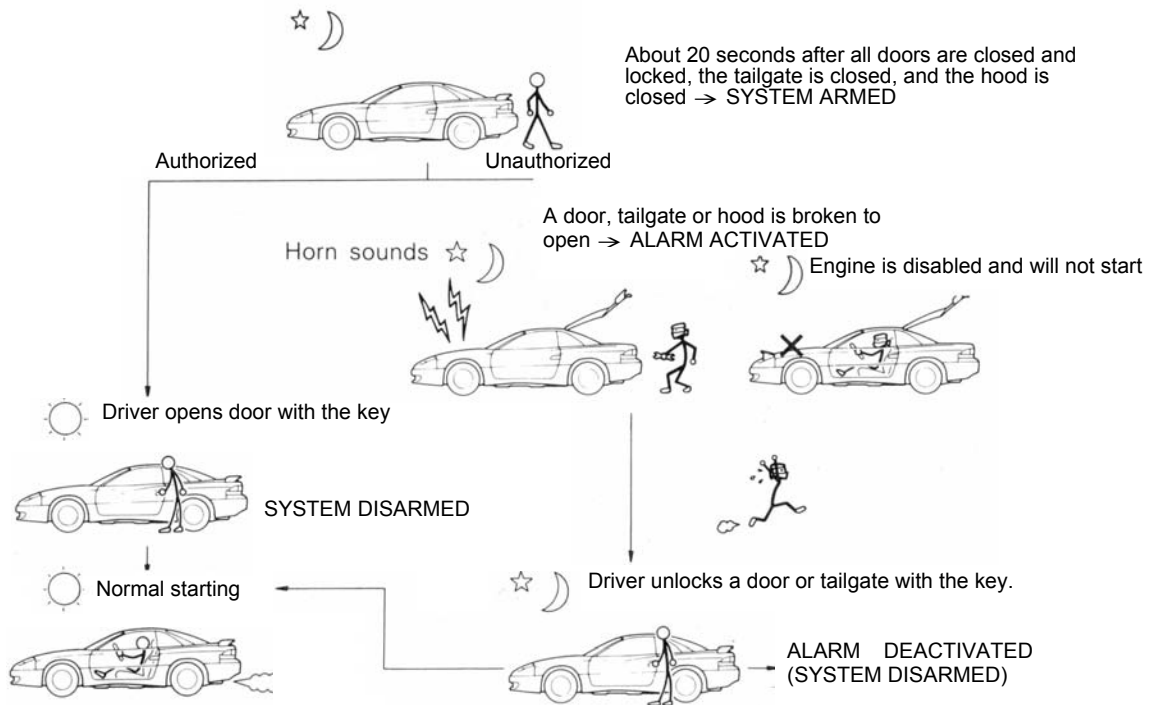 About 20 seconds after all doors are closed and
locked, the tailgate is closed, and the hood is
closed → SYSTEM ARMED
Authorized
Unauthorized
A door, tailgate or hood is broken to
open → ALARM ACTIVATED
Horn sounds
Engine is disabled and will not start
Driver opens door with the key
SYSTEM DISARMED
Normal starting
Driver unlocks a door or tailgate with the key.
ALARM DEACTIVATED
(SYSTEM DISARMED)